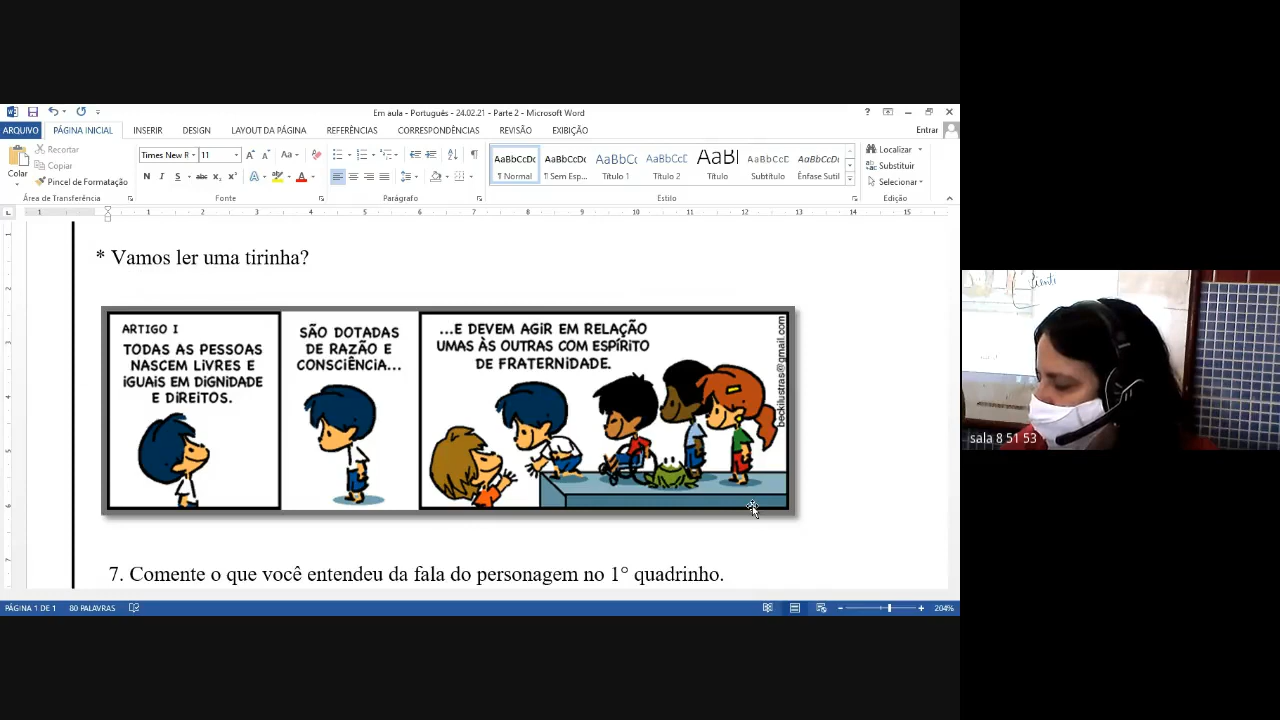 Em aula - Português - 24.02.21 - Parte 2 - Microsoft Word
ARQUIVO PÁGINA INICIAL INSERIR DESIGN LAYOUT DA PÁGINA REFERÊNCIAS CORRESPONDÊNCIAS REVISÃO EXIBIÇÃO Entrar
Colar
Recortar
Copiar
Pincel de Formatação
Área de Transferência
Times New R 11
Fonte
Parágrafo
AaBbCcDc AaBbCcDc AaBbCc AaBbCcE AaBl AaBbCcD AaBbCcDc
¶ Normal ¶ Sem Esp... Título 1 Título 2 Título Subtítulo Ênfase Sutil
Estilo
Localizar
Substituir
Selecionar
Edição
* Vamos ler uma tirinha?
ARTIGO I
TODAS AS PESSOAS
NASCEM LIVRES E
IGUAIS EM DIGNIDADE
E DIREITOS.
SÃO DOTADAS
DE RAZÃO E
CONSCIÊNCIA...
...E DEVEM AGIR EM RELAÇÃO
UMAS ÀS OUTRAS COM ESPÍRITO
DE FRATERNIDADE.
beckilustras@gmail.com
7. Comente o que você entendeu da fala do personagem no 1° quadrinho.
PÁGINA 1 DE 1 80 PALAVRAS 204%
sala 8 51 53